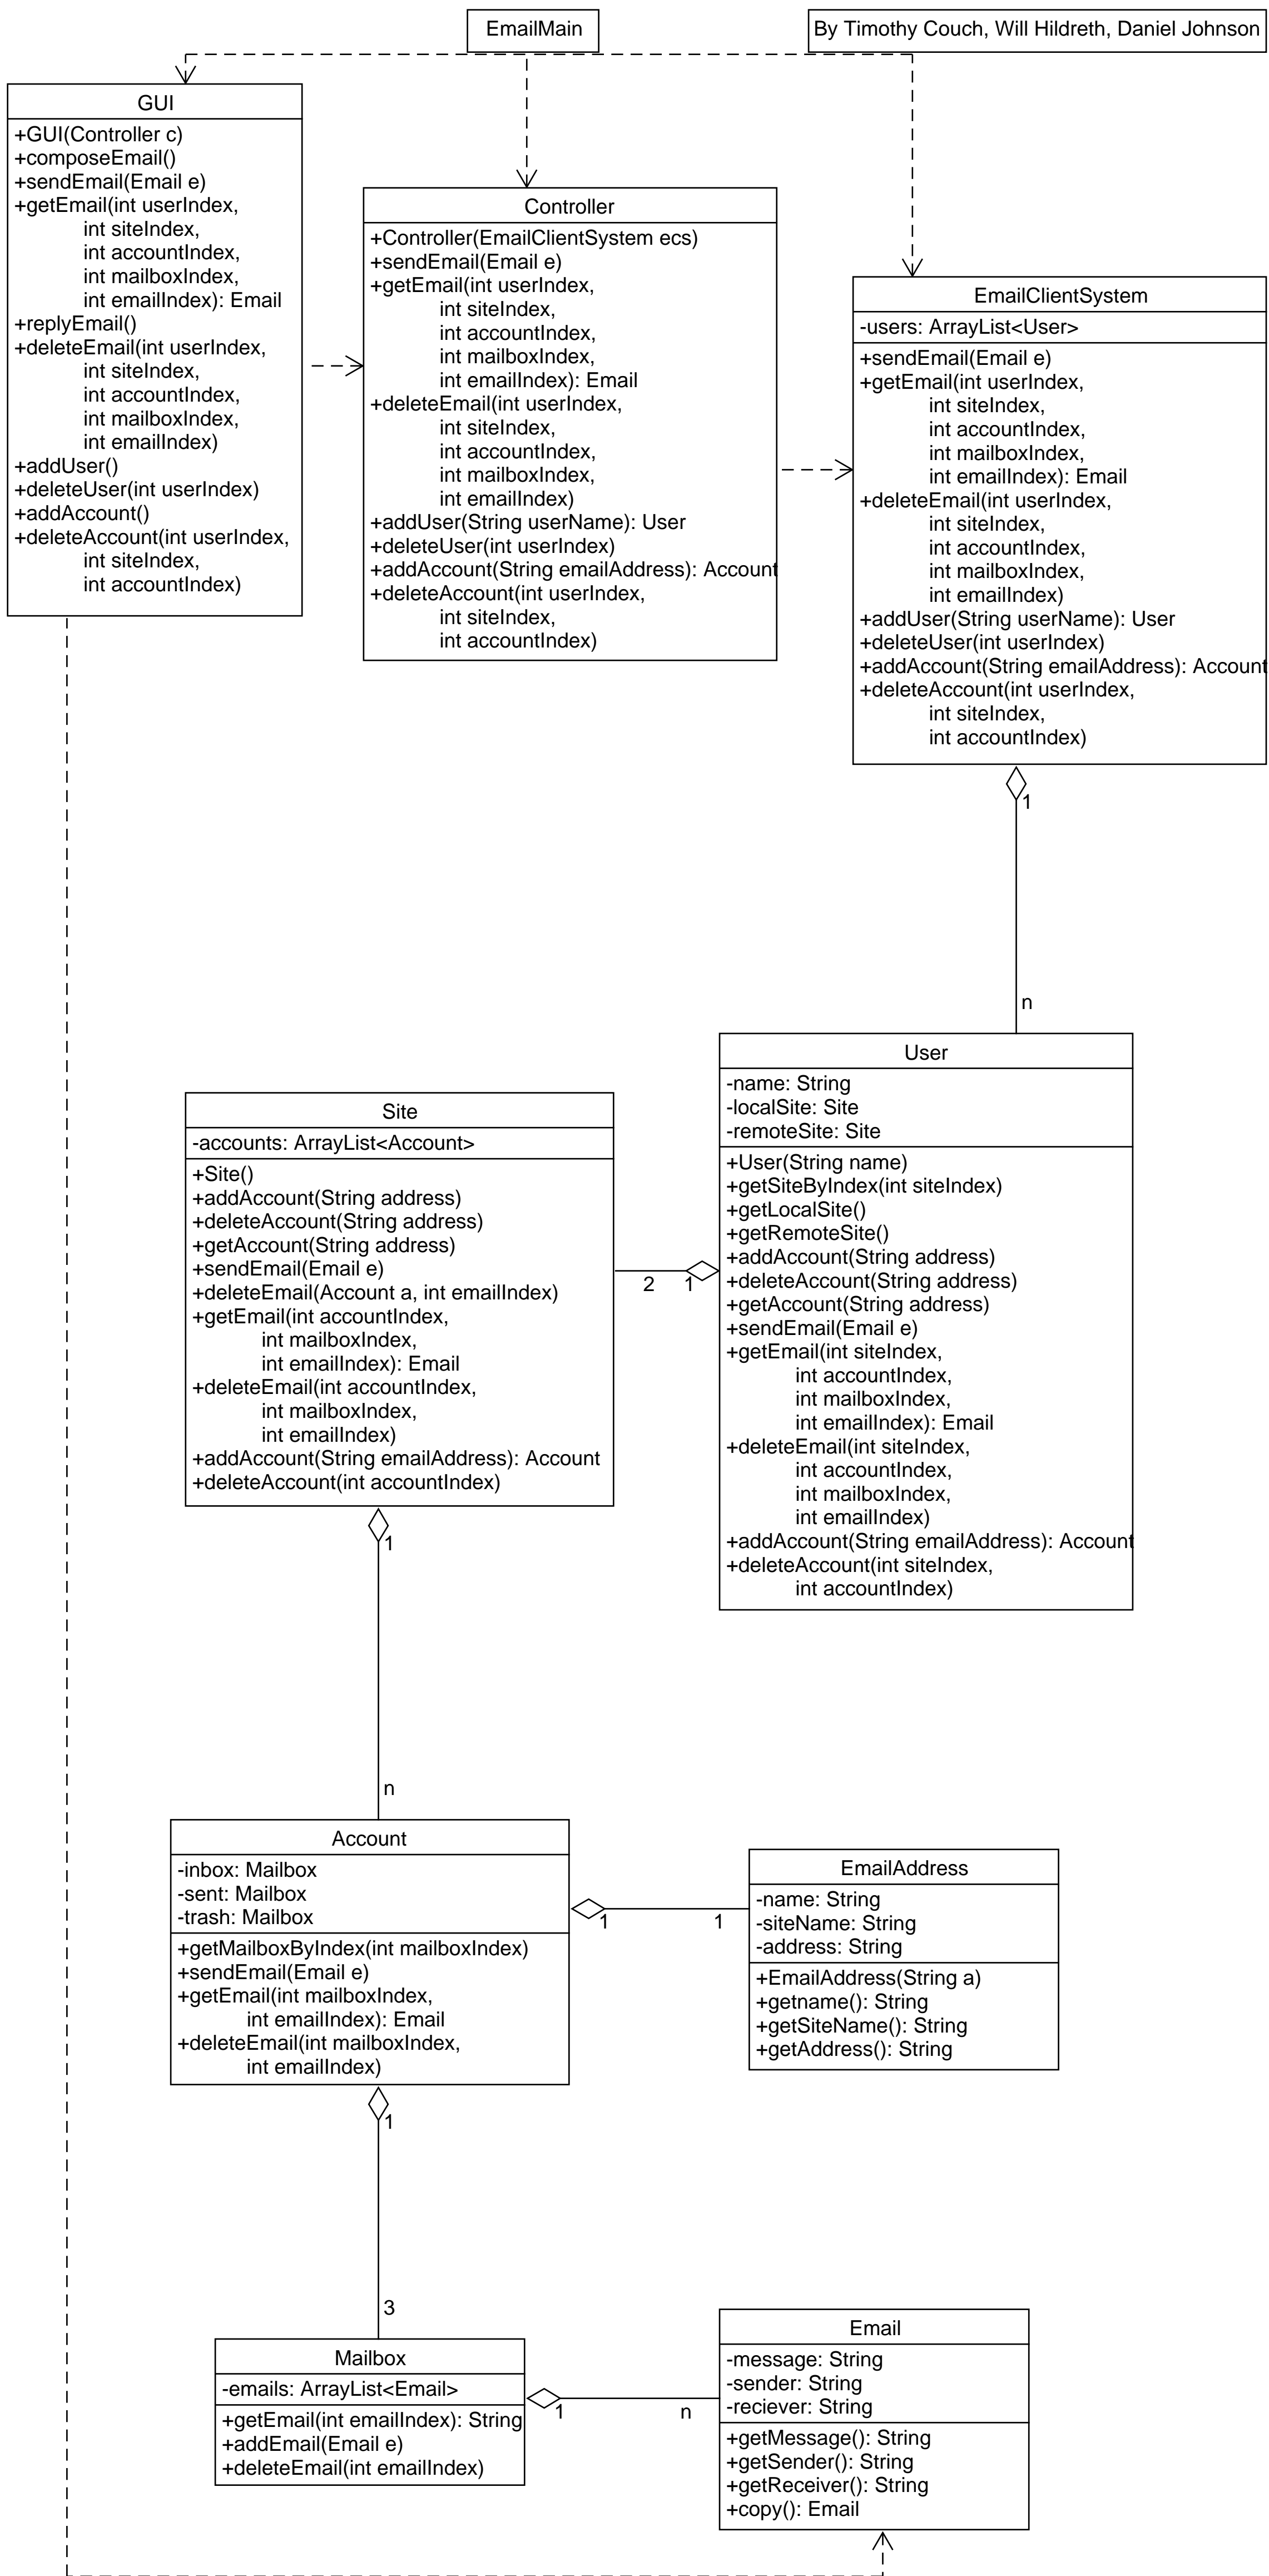 EmailMain
By Timothy Couch, Will Hildreth, Daniel Johnson
GUI
+GUI(Controller c)
+composeEmail()
+sendEmail(Email e)
+getEmail(int userIndex,
int siteIndex,
int accountIndex,
int mailboxIndex,
int emailIndex): Email
+replyEmail()
+deleteEmail(int userIndex,
int siteIndex,
int accountIndex,
int mailboxIndex,
int emailIndex)
+addUser()
+deleteUser(int userIndex)
+addAccount()
+deleteAccount(int userIndex,
int siteIndex,
int accountIndex)
Controller
+Controller(EmailClientSystem ecs)
+sendEmail(Email e)
+getEmail(int userIndex,
int siteIndex,
int accountIndex,
int mailboxIndex,
int emailIndex): Email
+deleteEmail(int userIndex,
int siteIndex,
int accountIndex,
int mailboxIndex,
int emailIndex)
+addUser(String userName): User
+deleteUser(int userIndex)
+addAccount(String emailAddress): Account
+deleteAccount(int userIndex,
int siteIndex,
int accountIndex)
EmailClientSystem
-users: ArrayList<User>
+sendEmail(Email e)
+getEmail(int userIndex,
int siteIndex,
int accountIndex,
int mailboxIndex,
int emailIndex): Email
+deleteEmail(int userIndex,
int siteIndex,
int accountIndex,
int mailboxIndex,
int emailIndex)
+addUser(String userName): User
+deleteUser(int userIndex)
+addAccount(String emailAddress): Account
+deleteAccount(int userIndex,
int siteIndex,
int accountIndex)
1
n
User
-name: String
-localSite: Site
-remoteSite: Site
+User(String name)
+getSiteByIndex(int siteIndex)
+getLocalSite()
+getRemoteSite()
+addAccount(String address)
+deleteAccount(String address)
+getAccount(String address)
+sendEmail(Email e)
+getEmail(int siteIndex,
int accountIndex,
int mailboxIndex,
int emailIndex): Email
+deleteEmail(int siteIndex,
int accountIndex,
int mailboxIndex,
int emailIndex)
+addAccount(String emailAddress): Account
+deleteAccount(int siteIndex,
int accountIndex)
2 1
Site
-accounts: ArrayList<Account>
+Site()
+addAccount(String address)
+deleteAccount(String address)
+getAccount(String address)
+sendEmail(Email e)
+deleteEmail(Account a, int emailIndex)
+getEmail(int accountIndex,
int mailboxIndex,
int emailIndex): Email
+deleteEmail(int accountIndex,
int mailboxIndex,
int emailIndex)
+addAccount(String emailAddress): Account
+deleteAccount(int accountIndex)
1
n
Account
-inbox: Mailbox
-sent: Mailbox
-trash: Mailbox
+getMailboxByIndex(int mailboxIndex)
+sendEmail(Email e)
+getEmail(int mailboxIndex,
int emailIndex): Email
+deleteEmail(int mailboxIndex,
int emailIndex)
1 1
EmailAddress
-name: String
-siteName: String
-address: String
+EmailAddress(String a)
+getname(): String
+getSiteName(): String
+getAddress(): String
1
3
Mailbox
-emails: ArrayList<Email>
+getEmail(int emailIndex): String
+addEmail(Email e)
+deleteEmail(int emailIndex)
1 n
Email
-message: String
-sender: String
-reciever: String
+getMessage(): String
+getSender(): String
+getReceiver(): String
+copy(): Email